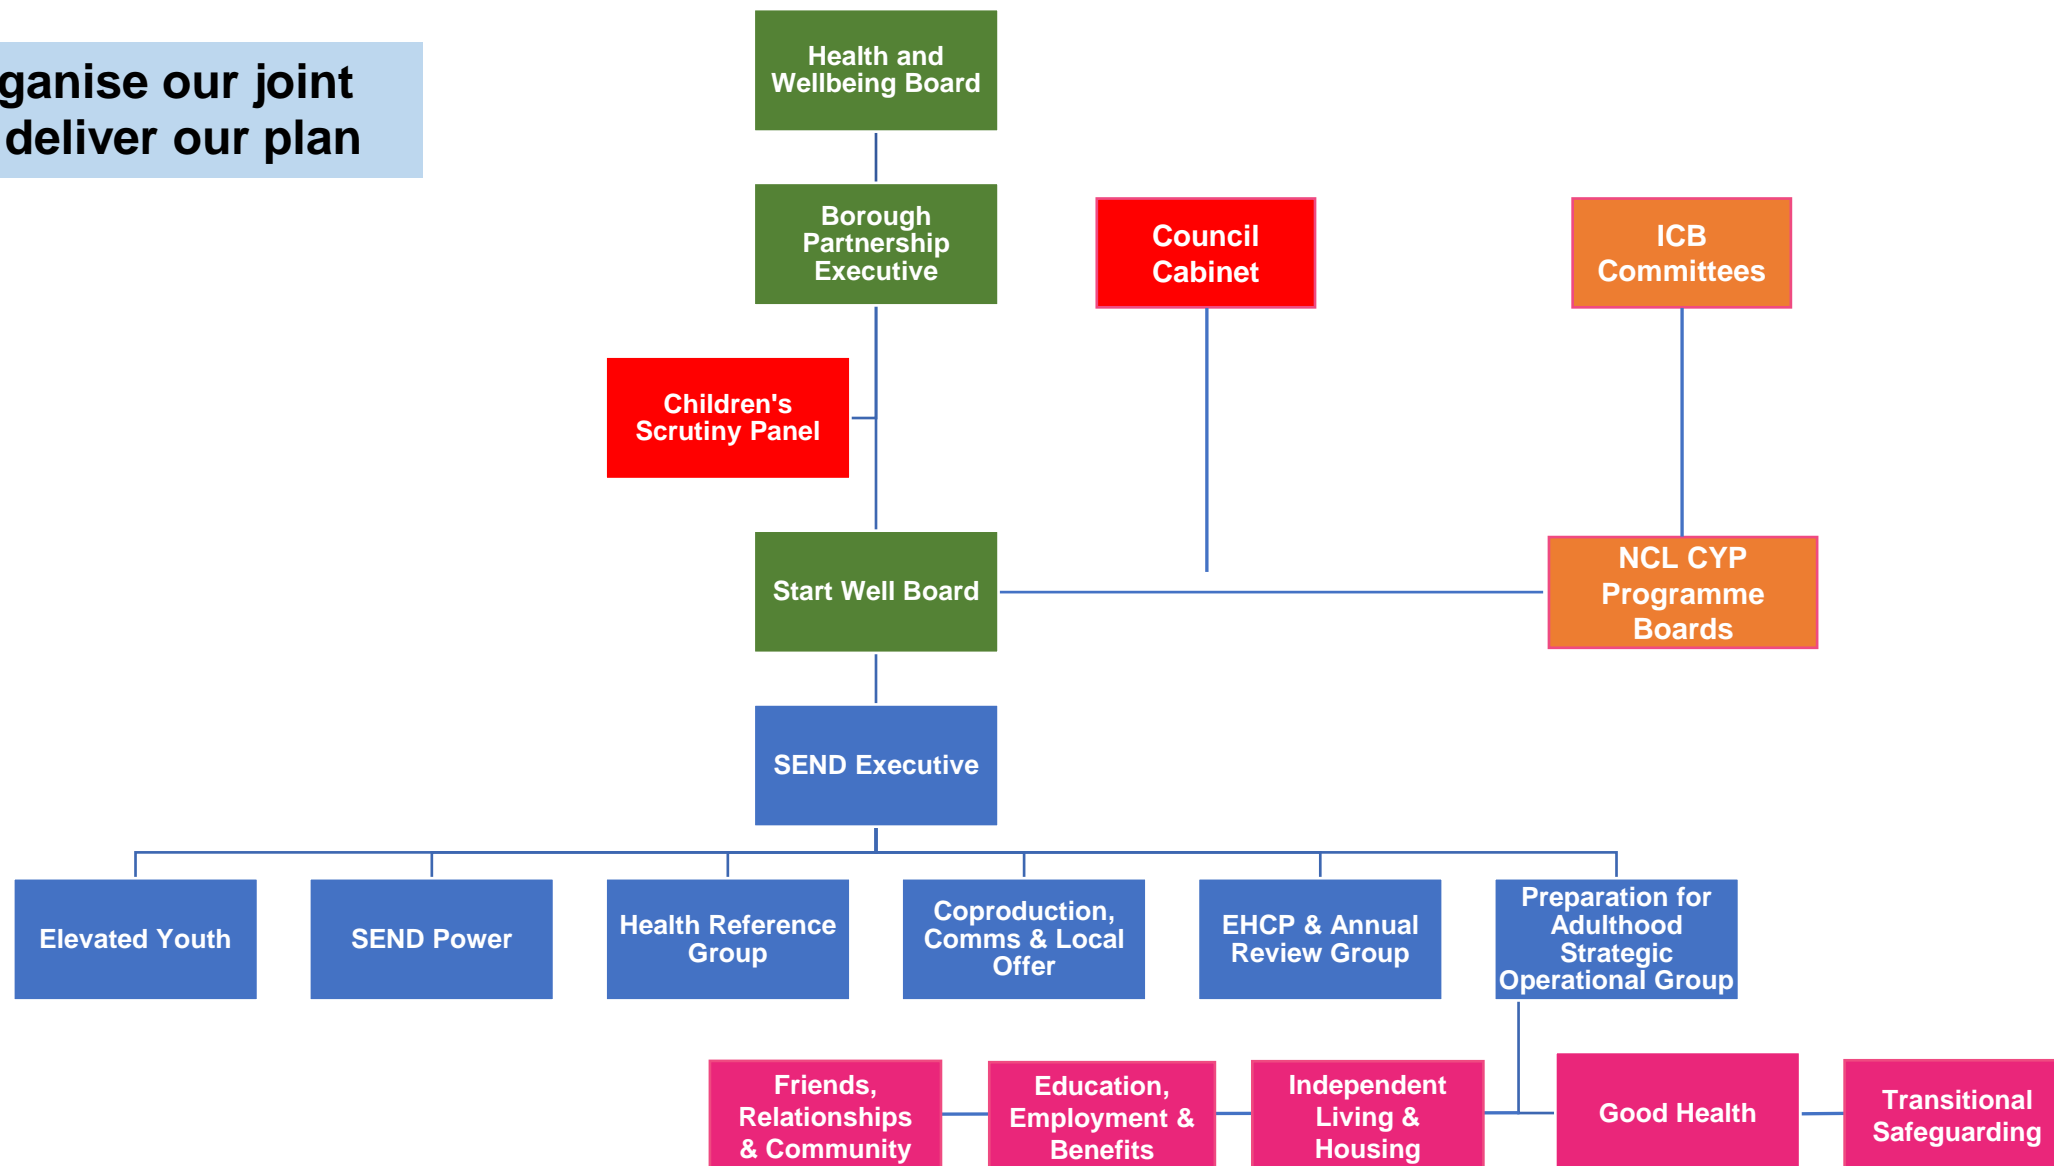 ganise our joint
deliver our plan
Health and
Wellbeing Board
Borough
Partnership
Executive
Council
Cabinet
ICB
Committees
Children's
Scrutiny Panel
Start Well Board
NCL CYP
Programme
Boards
SEND Executive
Elevated Youth
SEND Power
Health Reference
Group
Coproduction,
Comms & Local
Offer
EHCP & Annual
Review Group
Preparation for
Adulthood
Strategic
Operational Group
Friends,
Relationships
& Community
Education,
Employment &
Benefits
Independent
Living &
Housing
Good Health
Transitional
Safeguarding